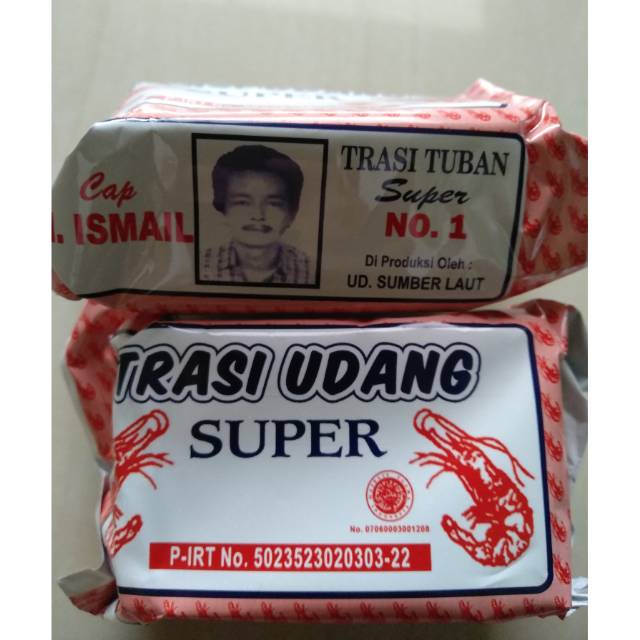 Cap
. ISMAIL
TRASI TUBAN
Super
NO. 1
Di Produksi Oleh :
UD. SUMBER LAUT
TRASI UDANG
SUPER
No. 07060003001208
P-IRT No. 5023523020303-22